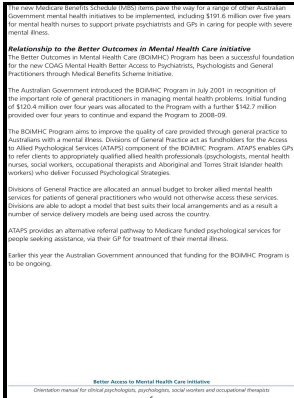 The new Medicare Benefits Schedule (MBS) items pave the way for a range of other Australian
Government mental health initiatives to be implemented, including $191.6 million over five years
for mental health nurses to support private psychiatrists and GPs in caring for people with severe
mental illness.
Relationship to the Better Outcomes in Mental Health Care initiative
The Better Outcomes in Mental Health Care (BOiMHC) Program has been a successful foundation
for the new COAG Mental Health Better Access to Psychiatrists, Psychologists and General
Practitioners through Medical Benefits Scheme Initiative.
The Australian Government introduced the BOiMHC Program in July 2001 in recognition of
the important role of general practitioners in managing mental health problems. Initial funding
of $120.4 million over four years was allocated to the Program with a further $142.7 million
provided over four years to continue and expand the Program to 2008-09.
The BOiMHC Program aims to improve the quality of care provided through general practice to
Australians with a mental illness. Divisions of General Practice act as fundholders for the Access
to Allied Psychological Services (ATAPS) component of the BOiMHC Program. ATAPS enables GPs
to refer clients to appropriately qualified allied health professionals (psychologists, mental health
nurses, social workers, occupational therapists and Aboriginal and Torres Strait Islander health
workers) who deliver Focussed Psychological Strategies.
Divisions of General Practice are allocated an annual budget to broker allied mental health
services for patients of general practitioners who would not otherwise access these services.
Divisions are able to adopt a model that best suits their local arrangements and as a result a
number of service delivery models are being used across the country.
ATAPS provides an alternative referral pathway to Medicare funded psychological services for
people seeking assistance, via their GP for treatment of their mental illness.
Earlier this year the Australian Government announced that funding for the BOiMHC Program is
to be ongoing.
Better Access to Mental Health Care initiative
Orientation manual for clinical psychologists, psychologists, social workers and occupational therapists